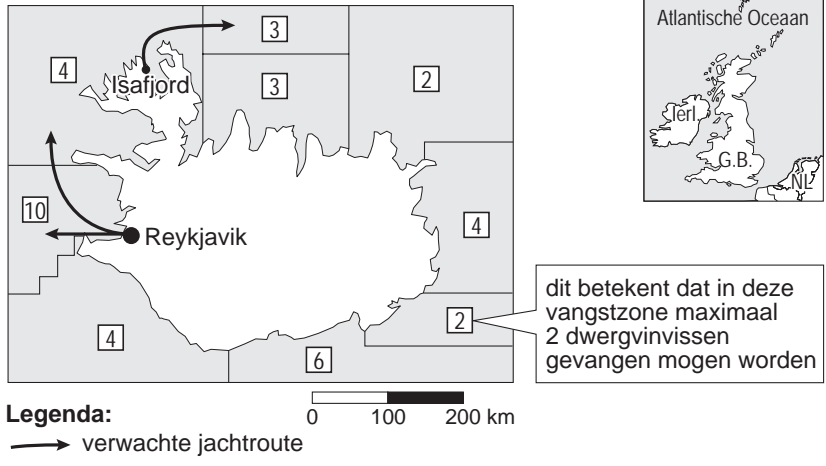 Atlantische Oceaan
Ierl.
G.B.
NL
3
4
Isafjord
3
2
10
Reykjavik
4
2
4
6
dit betekent dat in deze
vangstzone maximaal
2 dwergvinvissen
gevangen mogen worden
Legenda:
0 100 200 km
verwachte jachtroute